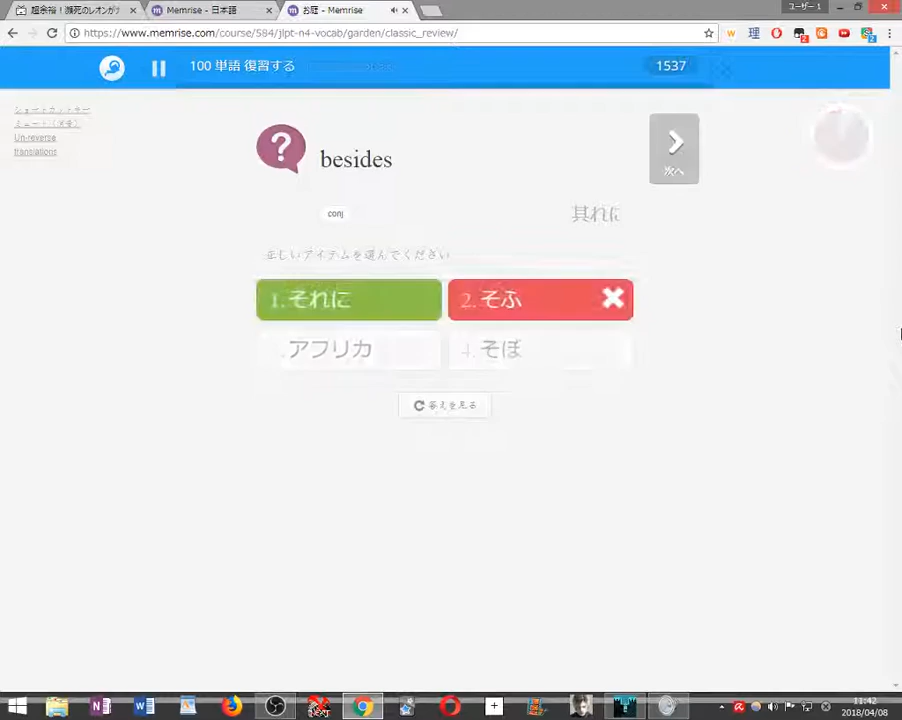 超余裕！瀕死のレオンが
Memrise - 日本語
お庭 - Memrise
ユーザー 1
https://www.memrise.com/course/584/jlpt-n4-vocab/garden/classic_review/
100 単語 復習する
1537
Un-reverse
translations
besides
次へ
conj
其れに
正しいアイテムを選んでください
1. それに
2. そふ
アフリカ
4. そぼ
答えを見る
11:42
2018/04/08